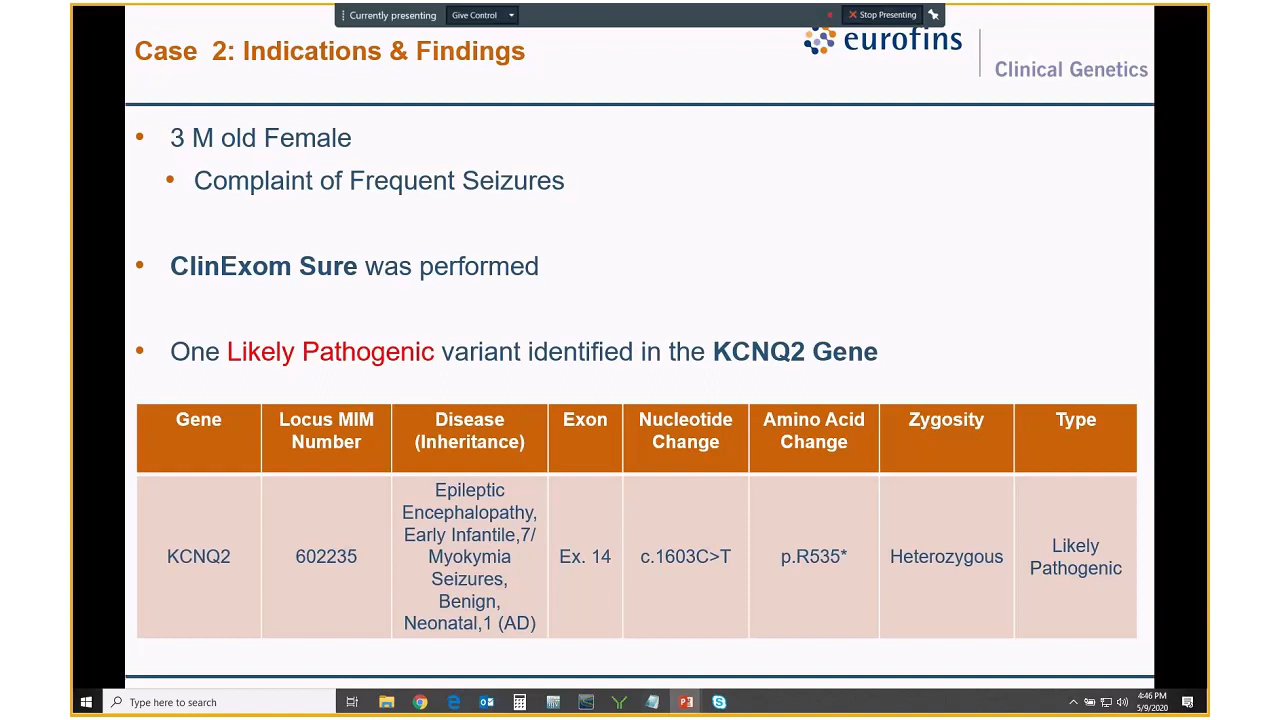 Currently presenting Give Control Stop Presenting
Case 2: Indications & Findings
eurofins
Clinical Genetics
• 3 M old Female
• Complaint of Frequent Seizures
• ClinExom Sure was performed
• One Likely Pathogenic variant identified in the KCNQ2 Gene
Gene
Locus MIM
Number
Disease
(Inheritance)
Exon
Nucleotide
Change
Amino Acid
Change
Zygosity
Type
KCNQ2
602235
Epileptic
Encephalopathy,
Early Infantile,7/
Myokymia
Seizures,
Benign,
Neonatal,1 (AD)
Ex. 14
c.1603C>T
p.R535*
Heterozygous
Likely
Pathogenic
Type here to search
4:46 PM
5/9/2020